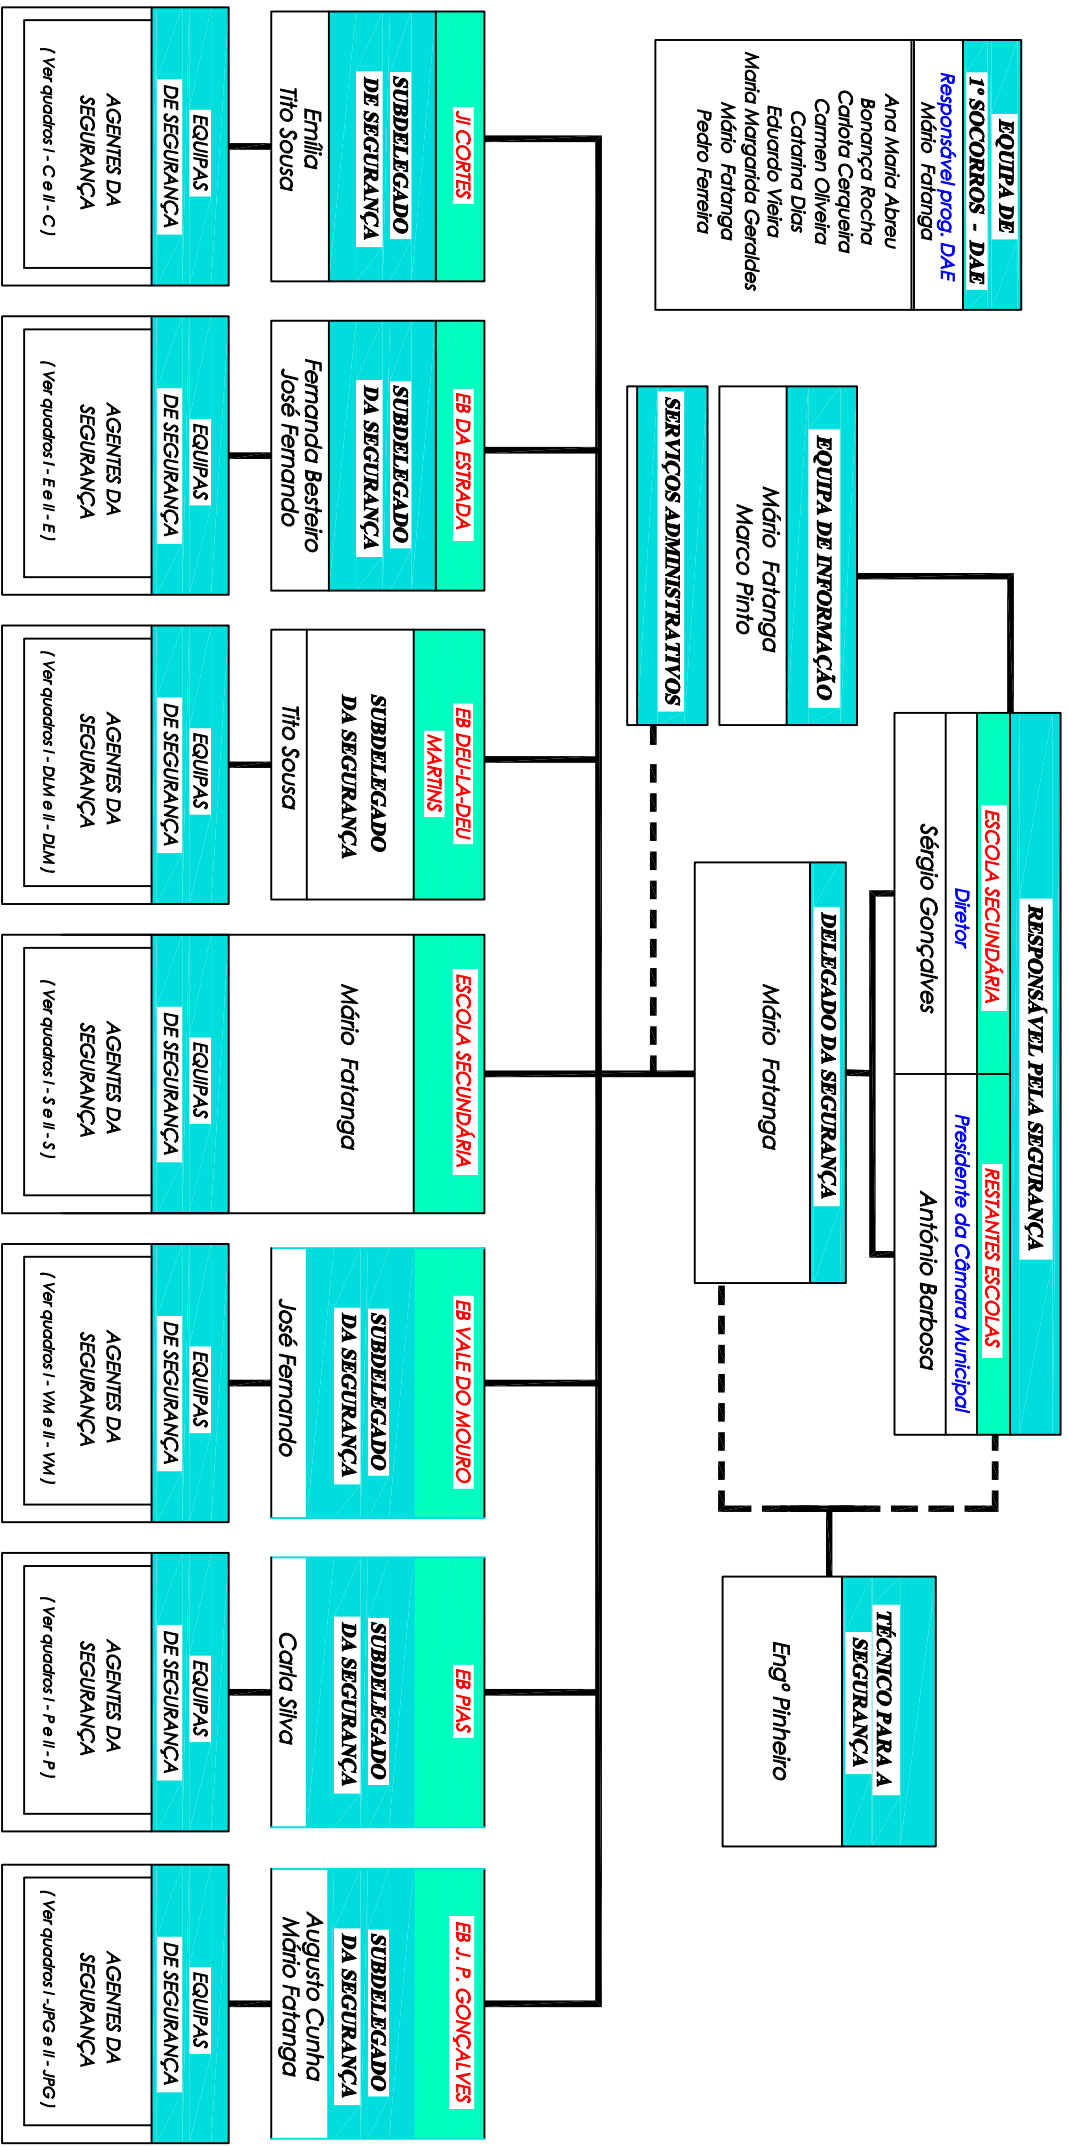 RESPONSÁVEL PELA SEGURANÇA
ESCOLA SECUNDÁRIA
Diretor
Sérgio Gonçalves
RESTANTES ESCOLAS
Presidente da Câmara Municipal
António Barbosa
EQUIPA DE
1º SOCORROS - DAE
Responsável prog. DAE
Mário Fatanga
Ana Maria Abreu
Bonança Rocha
Carlota Cerqueira
Carmen Oliveira
Catarina Dias
Eduardo Vieira
Maria Margarida Geraldes
Mário Fatanga
Pedro Ferreira
EQUIPA DE INFORMAÇÃO
Mário Fatanga
Marco Pinto
SERVIÇOS ADMINISTRATIVOS
DELEGADO DA SEGURANÇA
Mário Fatanga
TÉCNICO PARA A
SEGURANÇA
Engº Pinheiro
JI CORTES
SUBDELEGADO
DE SEGURANÇA
Emília
Tito Sousa
EQUIPAS
DE SEGURANÇA
AGENTES DA
SEGURANÇA
( Ver quadros I - C e II - C )
EB DA ESTRADA
SUBDELEGADO
DA SEGURANÇA
Fernanda Besteiro
José Fernando
EQUIPAS
DE SEGURANÇA
AGENTES DA
SEGURANÇA
( Ver quadros I - E e II - E )
EB DEU-LA-DEU
MARTINS
SUBDELEGADO
DA SEGURANÇA
Tito Sousa
EQUIPAS
DE SEGURANÇA
AGENTES DA
SEGURANÇA
( Ver quadros I - DLM e II - DLM )
ESCOLA SECUNDÁRIA
Mário Fatanga
EQUIPAS
DE SEGURANÇA
AGENTES DA
SEGURANÇA
( Ver quadros I - S e II - S )
EB VALE DO MOURO
SUBDELEGADO
DA SEGURANÇA
José Fernando
EQUIPAS
DE SEGURANÇA
AGENTES DA
SEGURANÇA
( Ver quadros I - VM e II - VM )
EB PIAS
SUBDELEGADO
DA SEGURANÇA
Carla Silva
EQUIPAS
DE SEGURANÇA
AGENTES DA
SEGURANÇA
( Ver quadros I - P e II - P )
EB J. P. GONÇALVES
SUBDELEGADO
DA SEGURANÇA
Augusto Cunha
Mário Fatanga
EQUIPAS
DE SEGURANÇA
AGENTES DA
SEGURANÇA
( Ver quadros I -JPG e II - JPG )